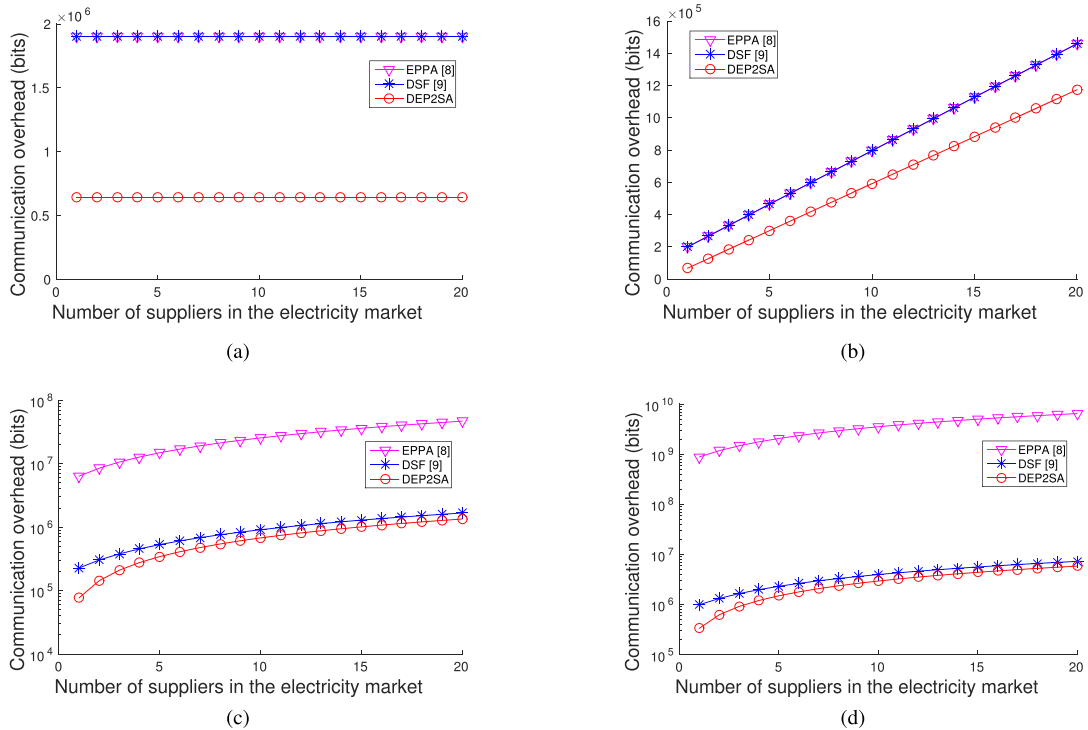 ×10^6
2
1.5
1
0.5
0
Communication overhead (bits)
EPPA [8]
DSF [9]
DEP2SA
0 5 10 15 20
Number of suppliers in the electricity market
(a)
×10^5
16
14
12
10
8
6
4
2
0
Communication overhead (bits)
EPPA [8]
DSF [9]
DEP2SA
0 5 10 15 20
Number of suppliers in the electricity market
(b)
10^8
10^7
10^6
10^5
10^4
Communication overhead (bits)
EPPA [8]
DSF [9]
DEP2SA
0 5 10 15 20
Number of suppliers in the electricity market
(c)
10^10
10^9
10^8
10^7
10^6
10^5
Communication overhead (bits)
EPPA [8]
DSF [9]
DEP2SA
0 5 10 15 20
Number of suppliers in the electricity market
(d)